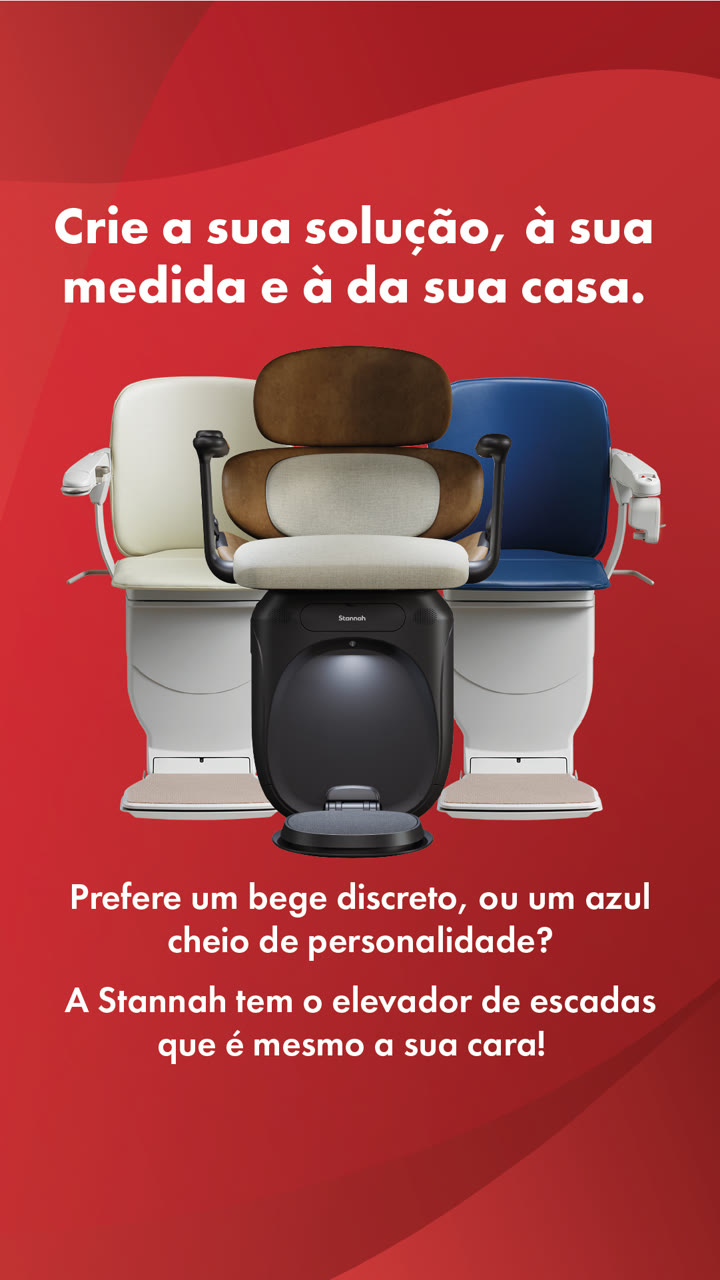 Crie a sua solução, à sua
medida e à da sua casa.
Stannah
Prefere um bege discreto, ou um azul
cheio de personalidade?
A Stannah tem o elevador de escadas
que é mesmo a sua cara!